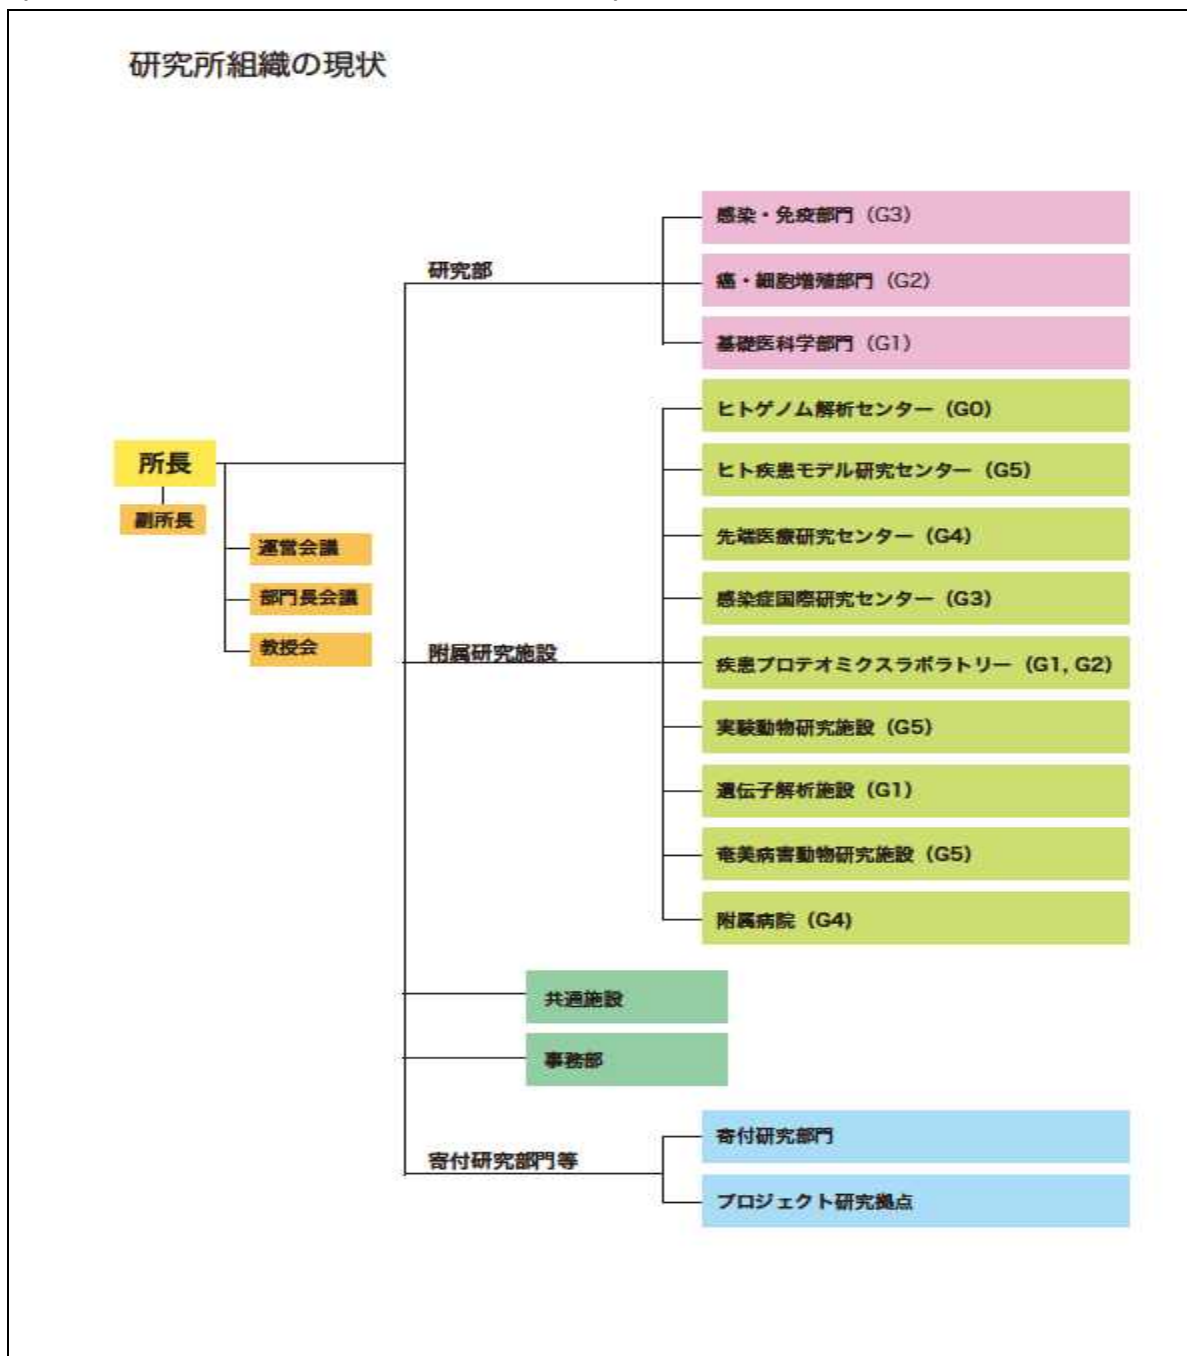 研究所組織の現状
感染・免疫部門（G3）
研究部
癌・細胞増殖部門（G2）
基礎医科学部門（G1）
ヒトゲノム解析センター（G0）
所長
ヒト疾患モデル研究センター（G5）
副所長
先端医療研究センター（G4）
運営会議
部門長会議
感染症国際研究センター（G3）
教授会
附属研究施設
疾患プロテオミクスラボラトリー（G1, G2）
実験動物研究施設（G5）
遺伝子解析施設（G1）
奄美病害動物研究施設（G5）
附属病院（G4）
共通施設
事務部
寄付研究部門等
寄付研究部門
プロジェクト研究拠点